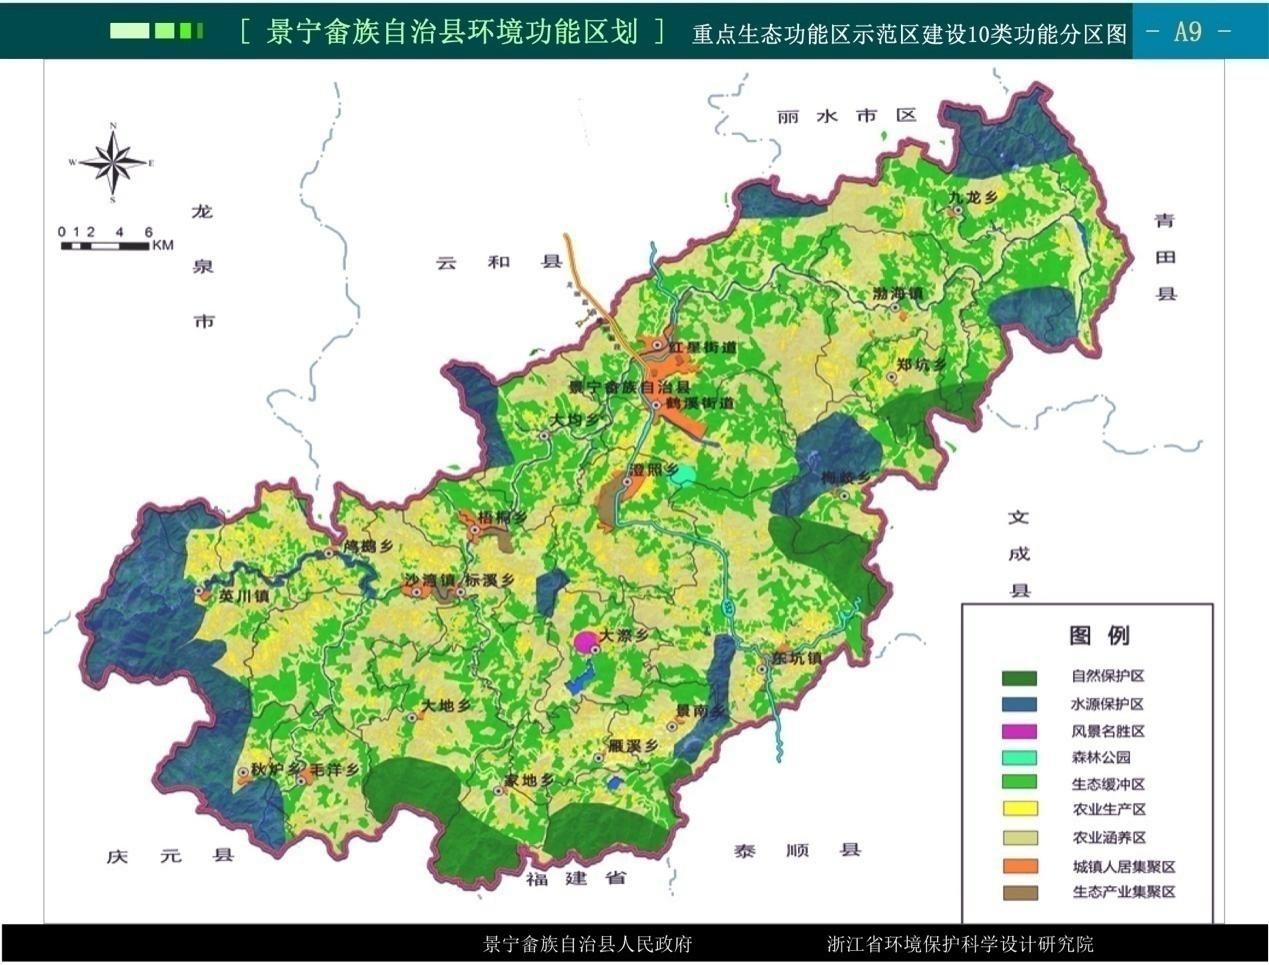 [ 景宁畲族自治县环境功能区划 ] 重点生态功能区示范区建设10类功能分区图 - A9 -
N
W E
S
0 1 2 4 6 KM
龙泉市
云和县
丽水市区
青田县
文成县
泰顺县
福建省
庆元县
九龙乡
渤海镇
郑坑乡
红星街道
景宁畲族自治县
鹤溪街道
大均乡
澄照乡
梅岐乡
梧桐乡
鸬鹚乡
英川镇
沙湾镇
标溪乡
大漈乡
东坑镇
大地乡
景南乡
雁溪乡
秋炉乡
毛洋乡
家地乡
图 例
自然保护区
水源保护区
风景名胜区
森林公园
生态缓冲区
农业生产区
农业涵养区
城镇人居集聚区
生态产业集聚区
景宁畲族自治县人民政府 浙江省环境保护科学设计研究院